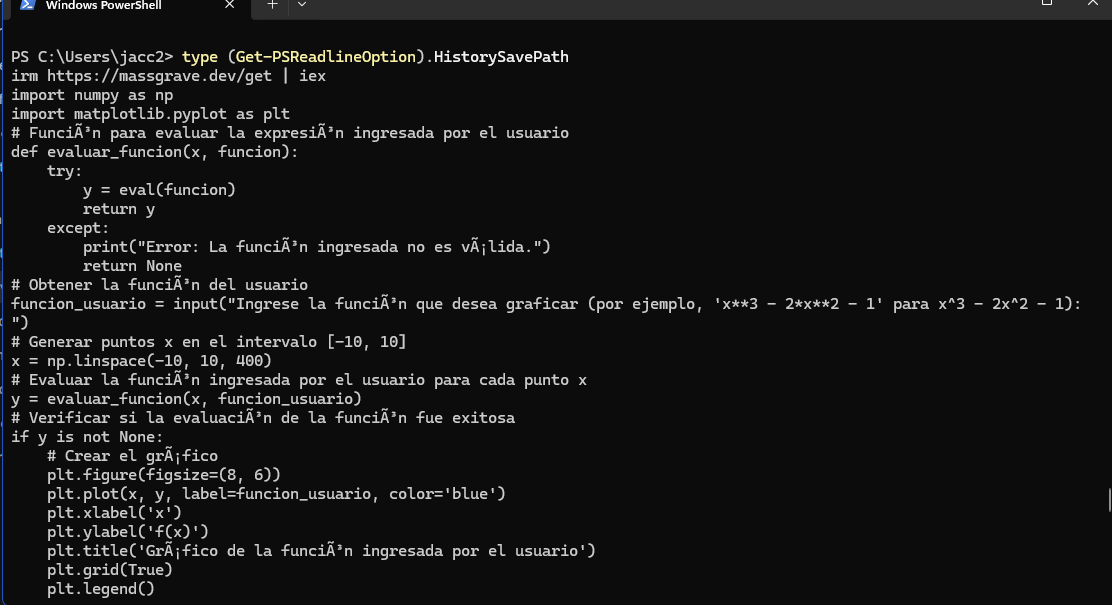 Windows PowerShell
PS C:\Users\jacc2> type (Get-PSReadlineOption).HistorySavePath
irm https://massgrave.dev/get | iex
import numpy as np
import matplotlib.pyplot as plt
# FunciÃ³n para evaluar la expresiÃ³n ingresada por el usuario
def evaluar_funcion(x, funcion):
    try:
        y = eval(funcion)
        return y
    except:
        print("Error: La funciÃ³n ingresada no es vÃ¡lida.")
        return None
# Obtener la funciÃ³n del usuario
funcion_usuario = input("Ingrese la funciÃ³n que desea graficar (por ejemplo, 'x**3 - 2*x**2 - 1' para x^3 - 2x^2 - 1):
")
# Generar puntos x en el intervalo [-10, 10]
x = np.linspace(-10, 10, 400)
# Evaluar la funciÃ³n ingresada por el usuario para cada punto x
y = evaluar_funcion(x, funcion_usuario)
# Verificar si la evaluaciÃ³n de la funciÃ³n fue exitosa
if y is not None:
    # Crear el grÃ¡fico
    plt.figure(figsize=(8, 6))
    plt.plot(x, y, label=funcion_usuario, color='blue')
    plt.xlabel('x')
    plt.ylabel('f(x)')
    plt.title('GrÃ¡fico de la funciÃ³n ingresada por el usuario')
    plt.grid(True)
    plt.legend()